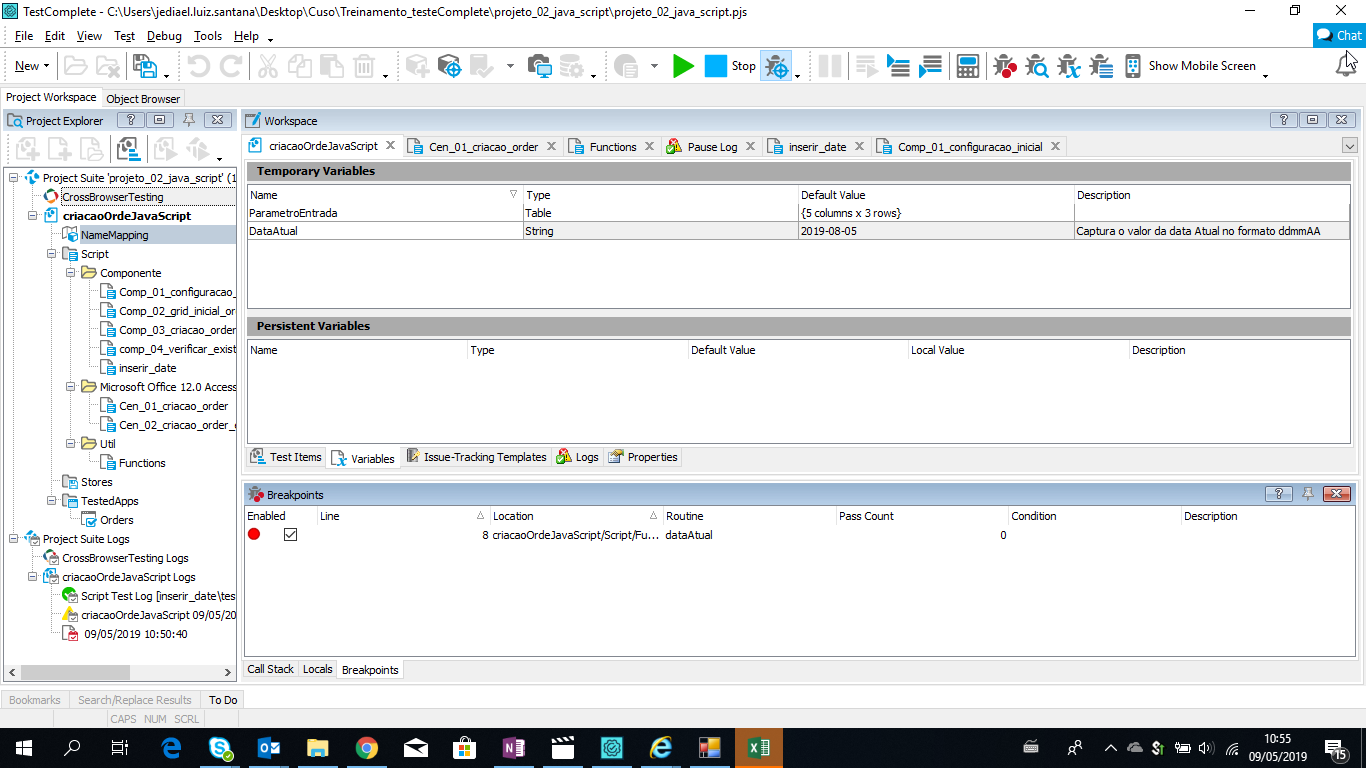 TestComplete - C:\Users\jediael.luiz.santana\Desktop\Cuso\Treinamento_testeComplete\projeto_02_java_script\projeto_02_java_script.pjs
File Edit View Test Debug Tools Help
Chat
New
Stop
Show Mobile Screen
Project Workspace Object Browser
Project Explorer
Project Suite 'projeto_02_java_script' (1
CrossBrowserTesting
criacaoOrdeJavaScript
NameMapping
Script
Componente
Comp_01_configuracao_
Comp_02_grid_inicial_or
Comp_03_criacao_order
comp_04_verificar_exist
inserir_date
Microsoft Office 12.0 Access
Cen_01_criacao_order
Cen_02_criacao_order_
Util
Functions
Stores
TestedApps
Orders
Project Suite Logs
CrossBrowserTesting Logs
criacaoOrdeJavaScript Logs
Script Test Log [inserir_date\tes
criacaoOrdeJavaScript 09/05/20
09/05/2019 10:50:40
Workspace
criacaoOrdeJavaScript Cen_01_criacao_order Functions Pause Log inserir_date Comp_01_configuracao_inicial
Temporary Variables
Name Type Default Value Description
ParametroEntrada Table {5 columns x 3 rows}
DataAtual String 2019-08-05 Captura o valor da data Atual no formato ddmmAA
Persistent Variables
Name Type Default Value Local Value Description
Test Items Variables Issue-Tracking Templates Logs Properties
Breakpoints
Enabled Line Location Routine Pass Count Condition Description
8 criacaoOrdeJavaScript/Script/Fu... dataAtual 0
Call Stack Locals Breakpoints
Bookmarks Search/Replace Results To Do
CAPS NUM SCRL
10:55
09/05/2019
15